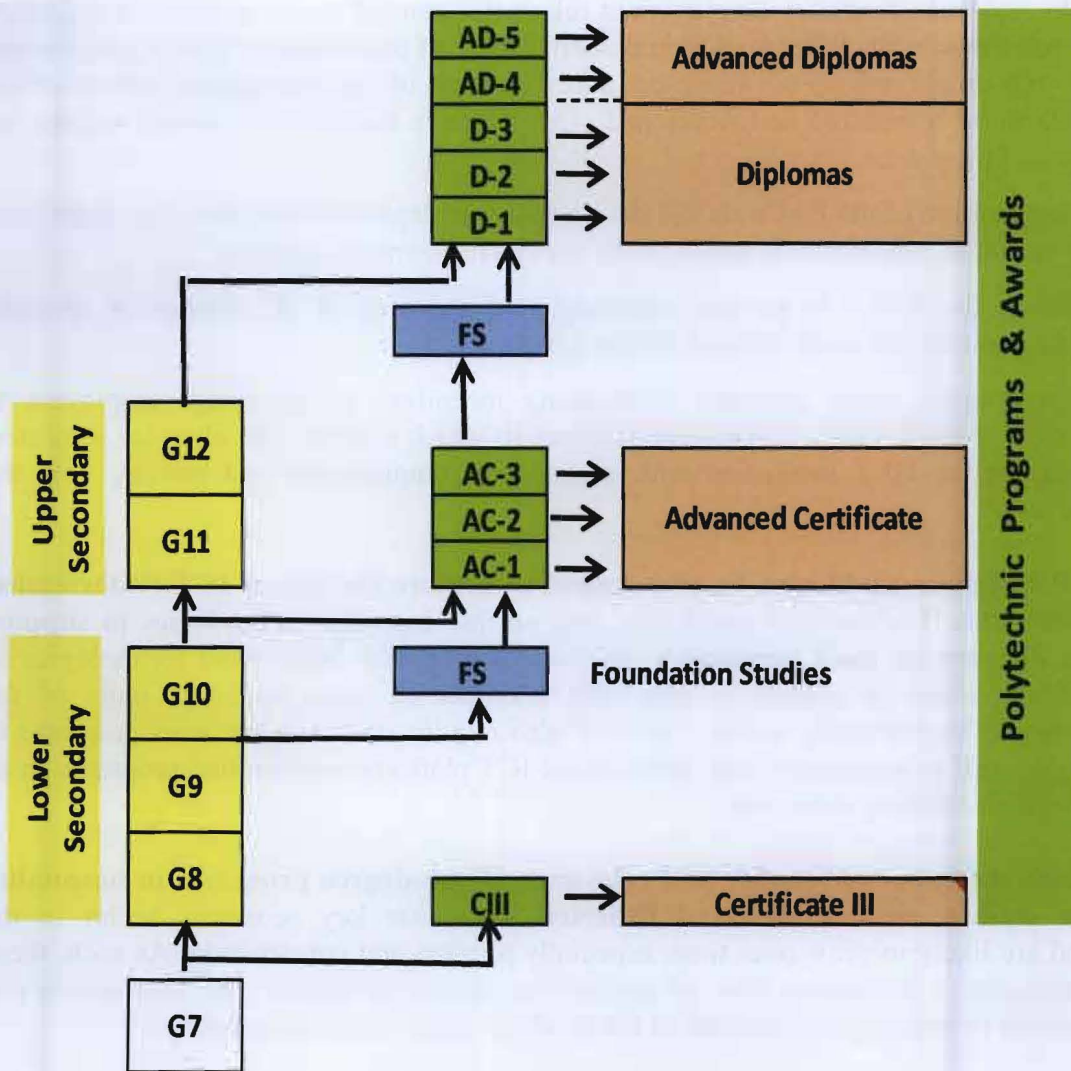 AD-5
AD-4
Advanced Diplomas
D-3
D-2
D-1
Diplomas
FS
Upper
Secondary
G12
G11
AC-3
AC-2
AC-1
Advanced Certificate
Lower
Secondary
G10
G9
G8
FS
Foundation Studies
CIII
Certificate III
G7
Polytechnic Programs & Awards